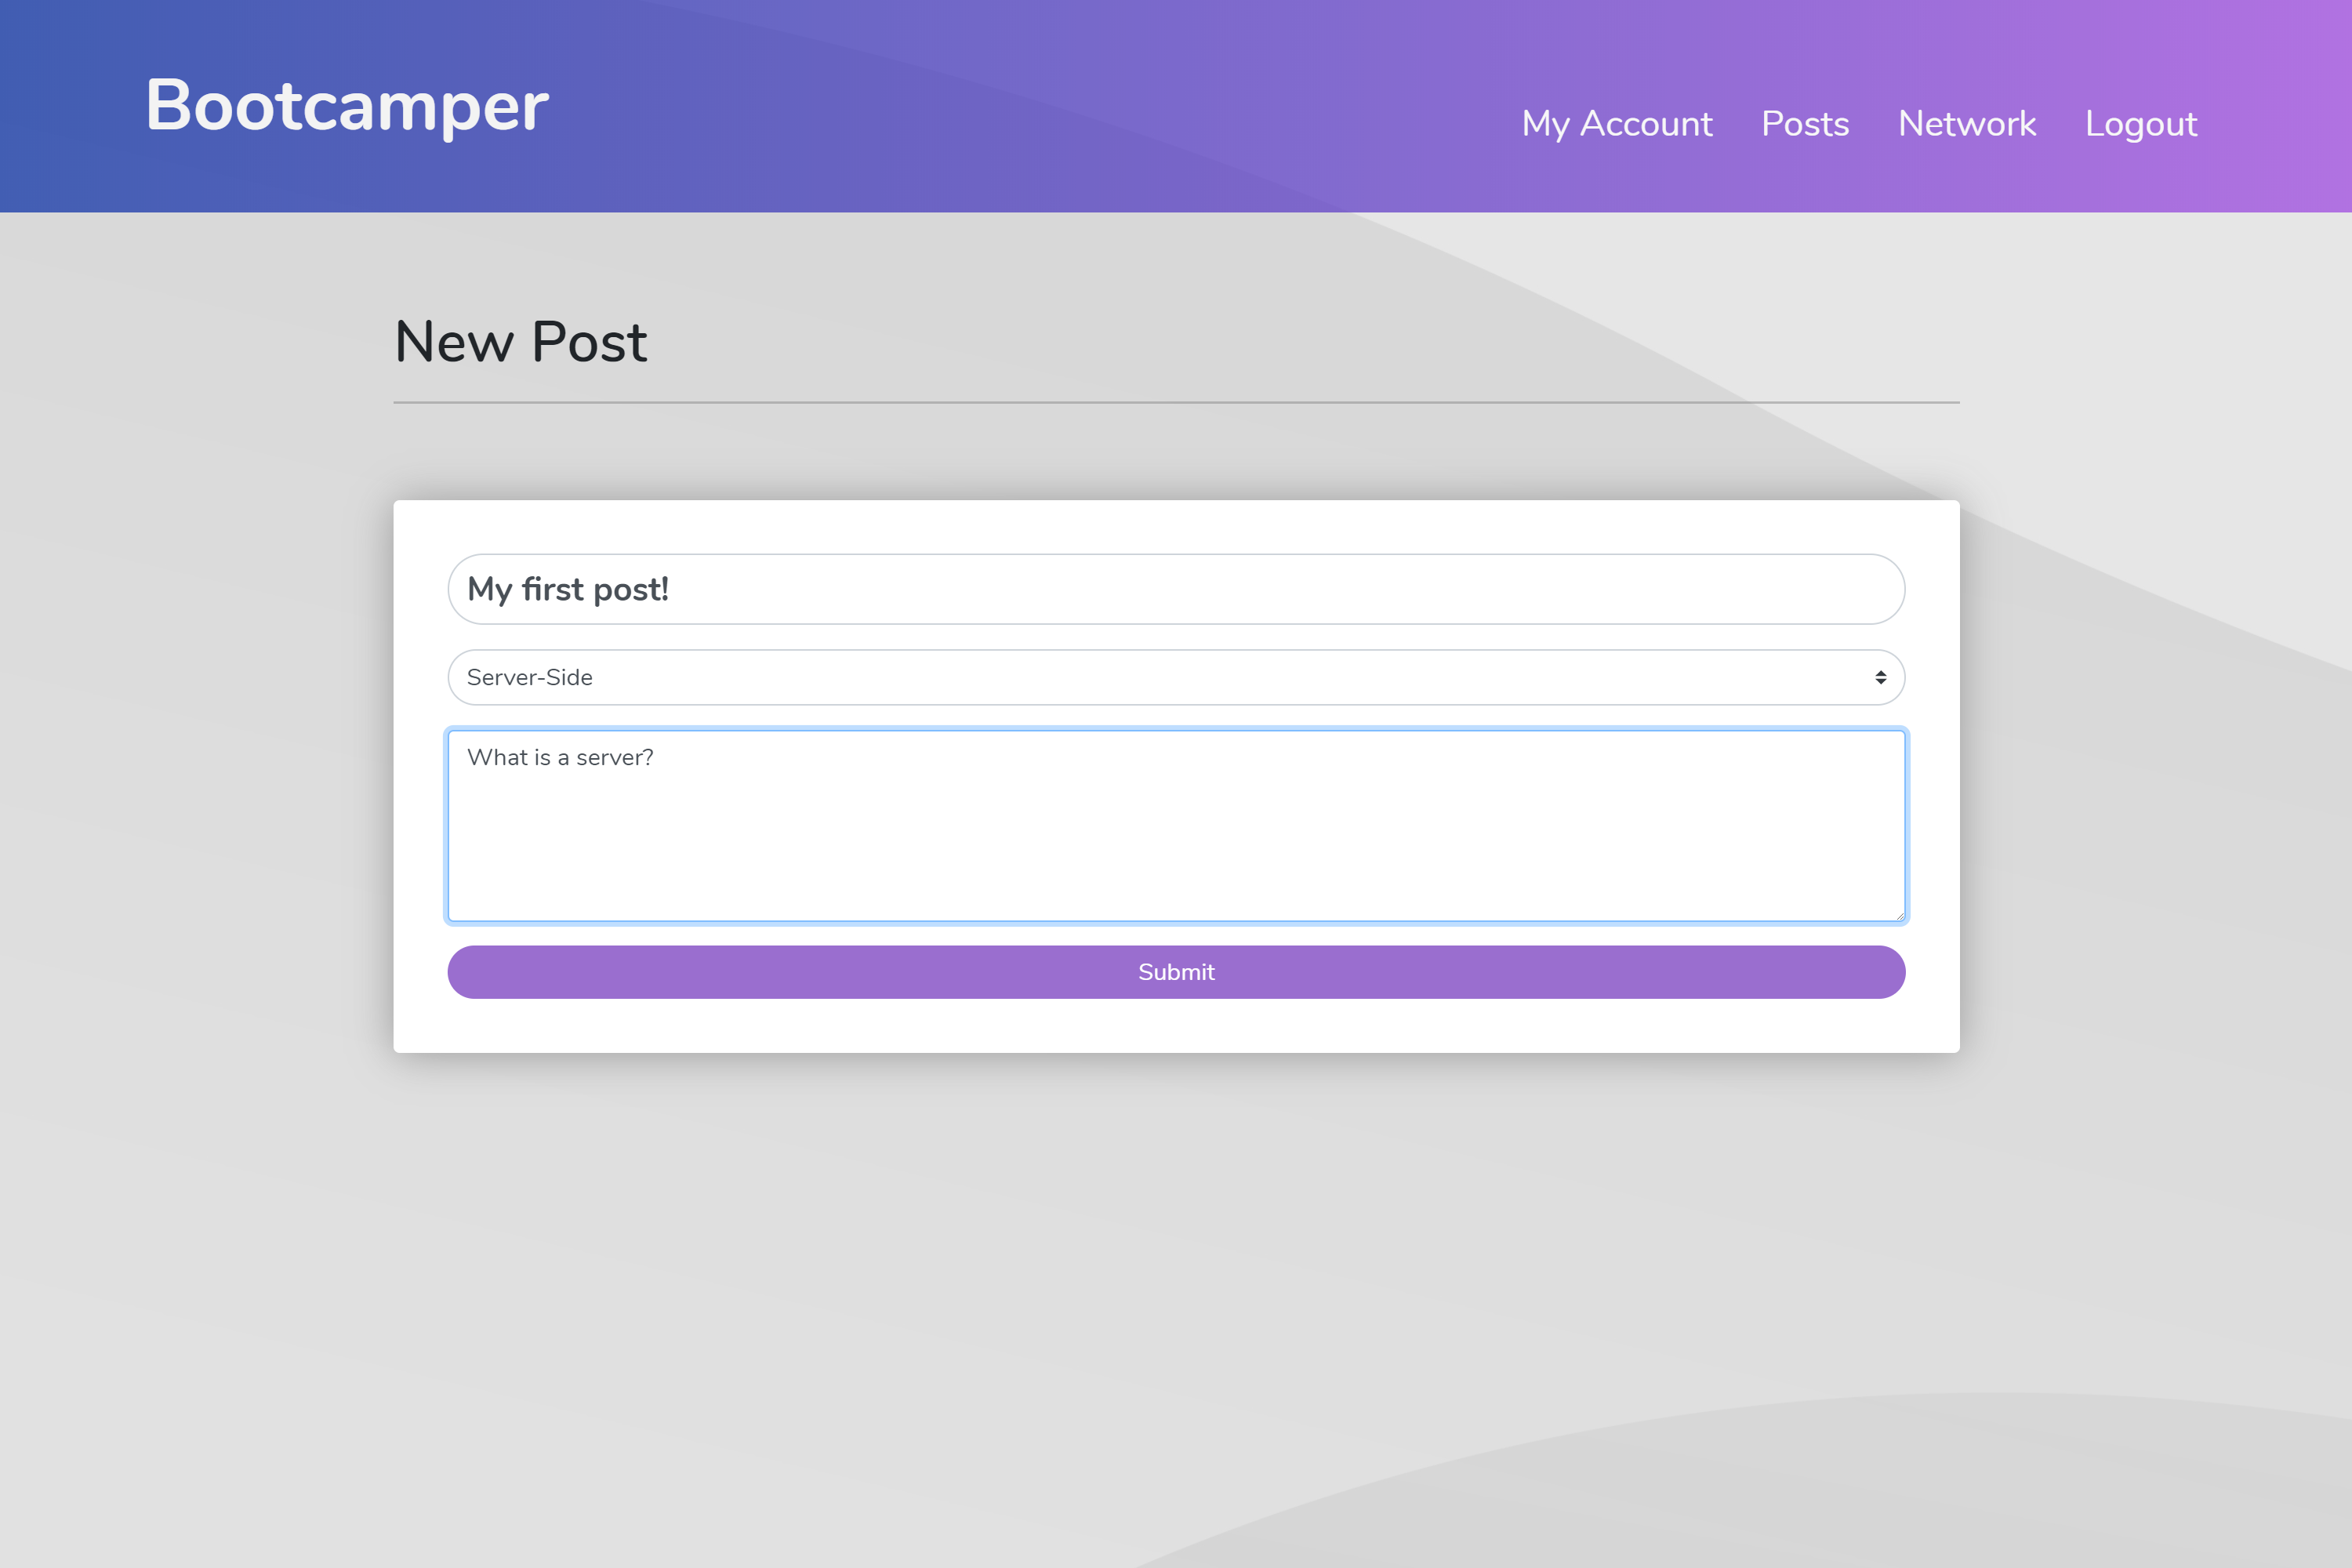 Bootcamper
My Account Posts Network Logout
New Post
My first post!
Server-Side
What is a server?
Submit